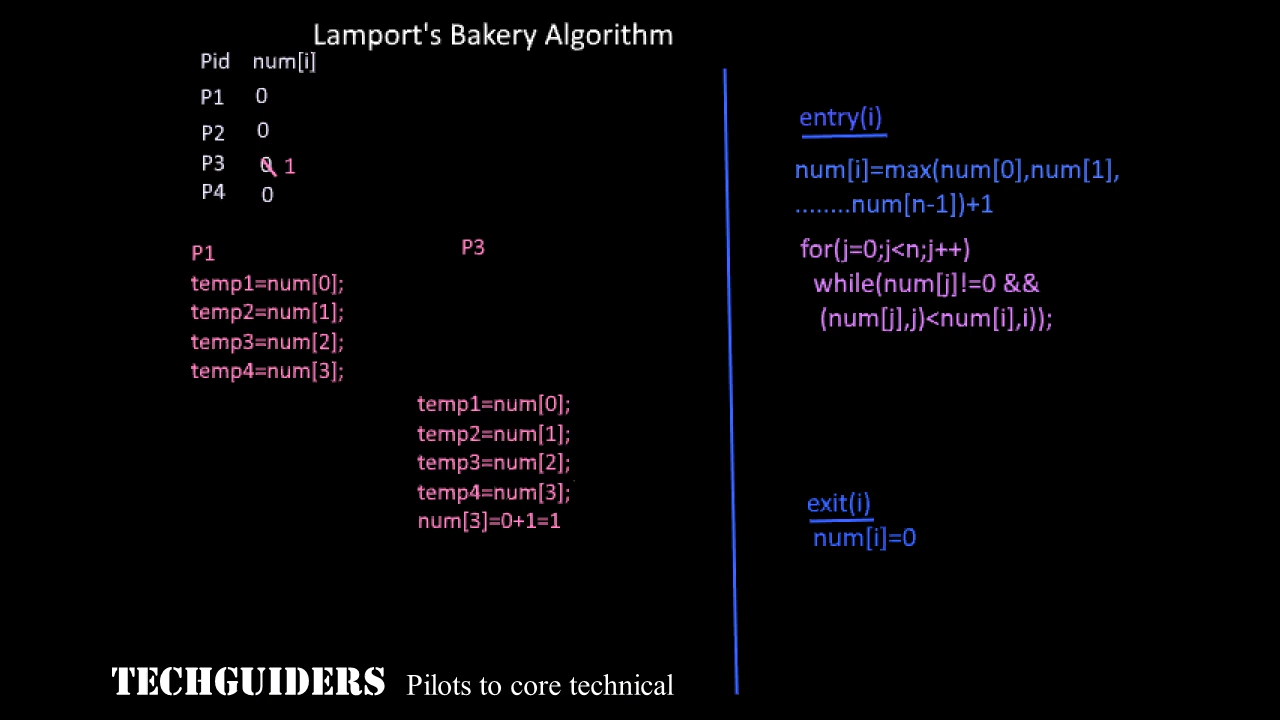 Lamport's Bakery Algorithm
Pid num[i]
P1 0
P2 0
P3 0 1
P4 0
P1
temp1=num[0];
temp2=num[1];
temp3=num[2];
temp4=num[3];
P3
temp1=num[0];
temp2=num[1];
temp3=num[2];
temp4=num[3];
num[3]=0+1=1
entry(i)
num[i]=max(num[0],num[1],
........num[n-1])+1
for(j=0;j<n;j++)
while(num[j]!=0 &&
(num[j],j)<num[i],i));
exit(i)
num[i]=0
TECHGUIDERS Pilots to core technical